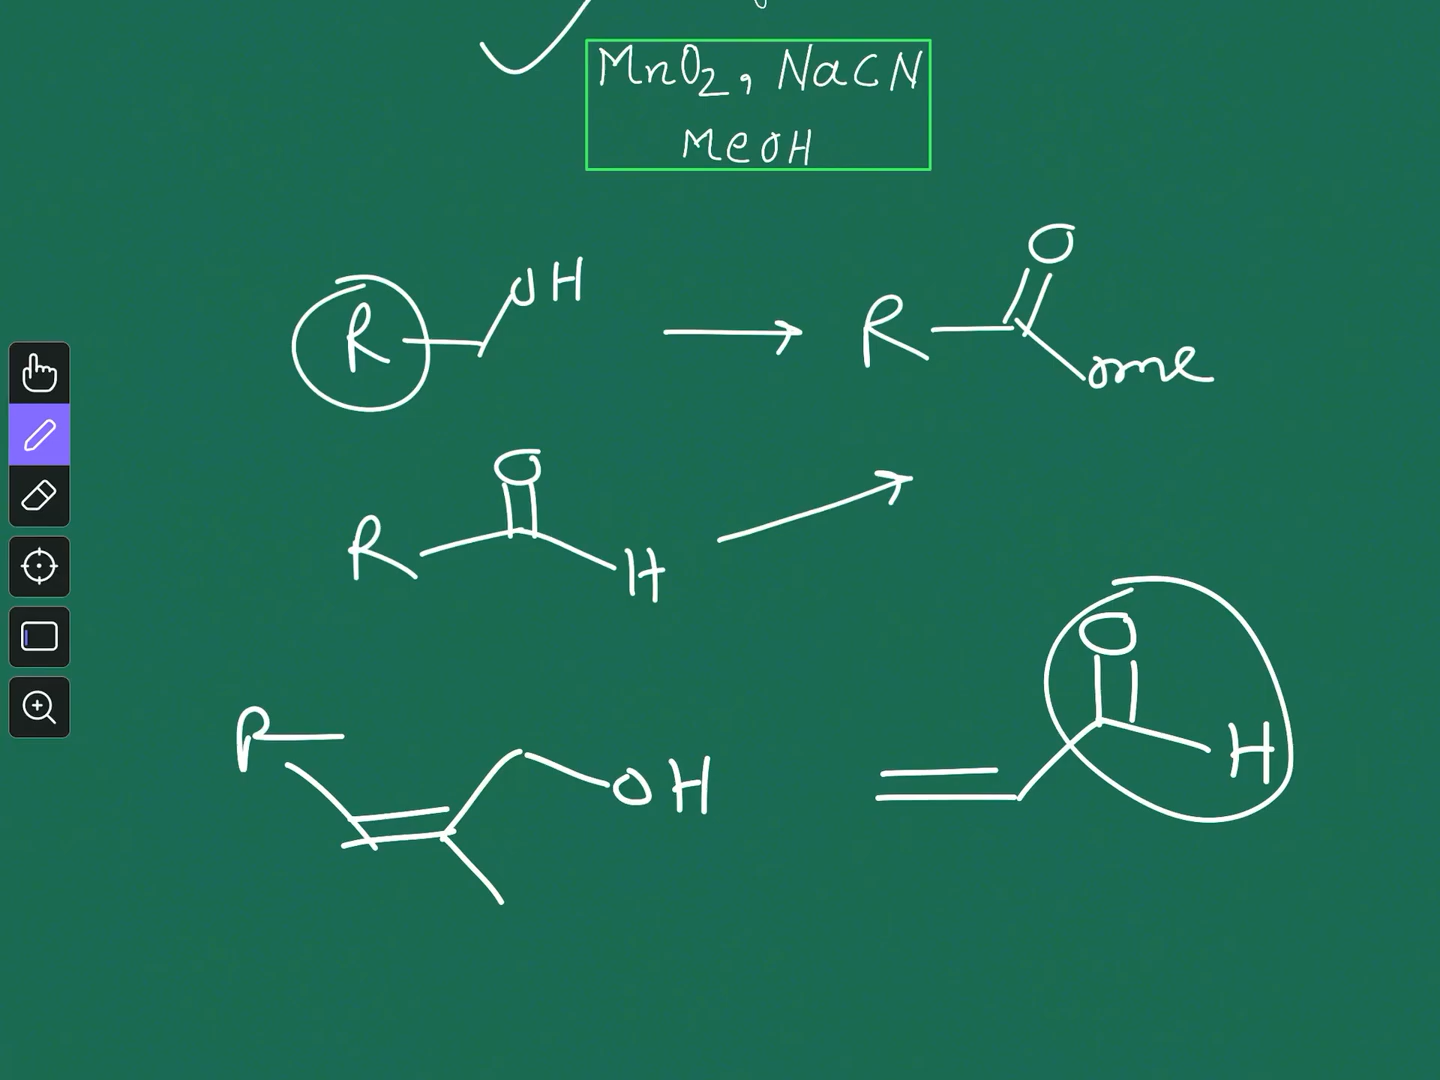 MnO2, NaCN
MeOH
R OH → R O OMe
R O H →
R OH
O H